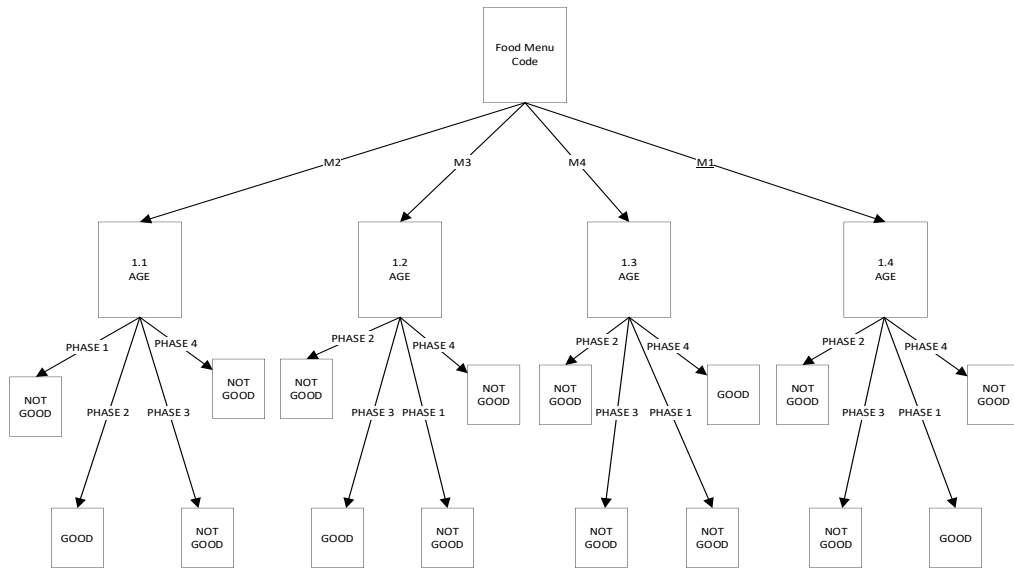 Food Menu
Code
M2
M3
M4
M1
1.1
AGE
1.2
AGE
1.3
AGE
1.4
AGE
PHASE 1
PHASE 4
PHASE 2
PHASE 3
NOT
GOOD
NOT
GOOD
GOOD
NOT
GOOD
PHASE 2
PHASE 4
PHASE 3
PHASE 1
NOT
GOOD
NOT
GOOD
GOOD
NOT
GOOD
PHASE 2
PHASE 4
PHASE 3
PHASE 1
NOT
GOOD
GOOD
NOT
GOOD
NOT
GOOD
PHASE 2
PHASE 4
PHASE 3
PHASE 1
NOT
GOOD
NOT
GOOD
NOT
GOOD
GOOD